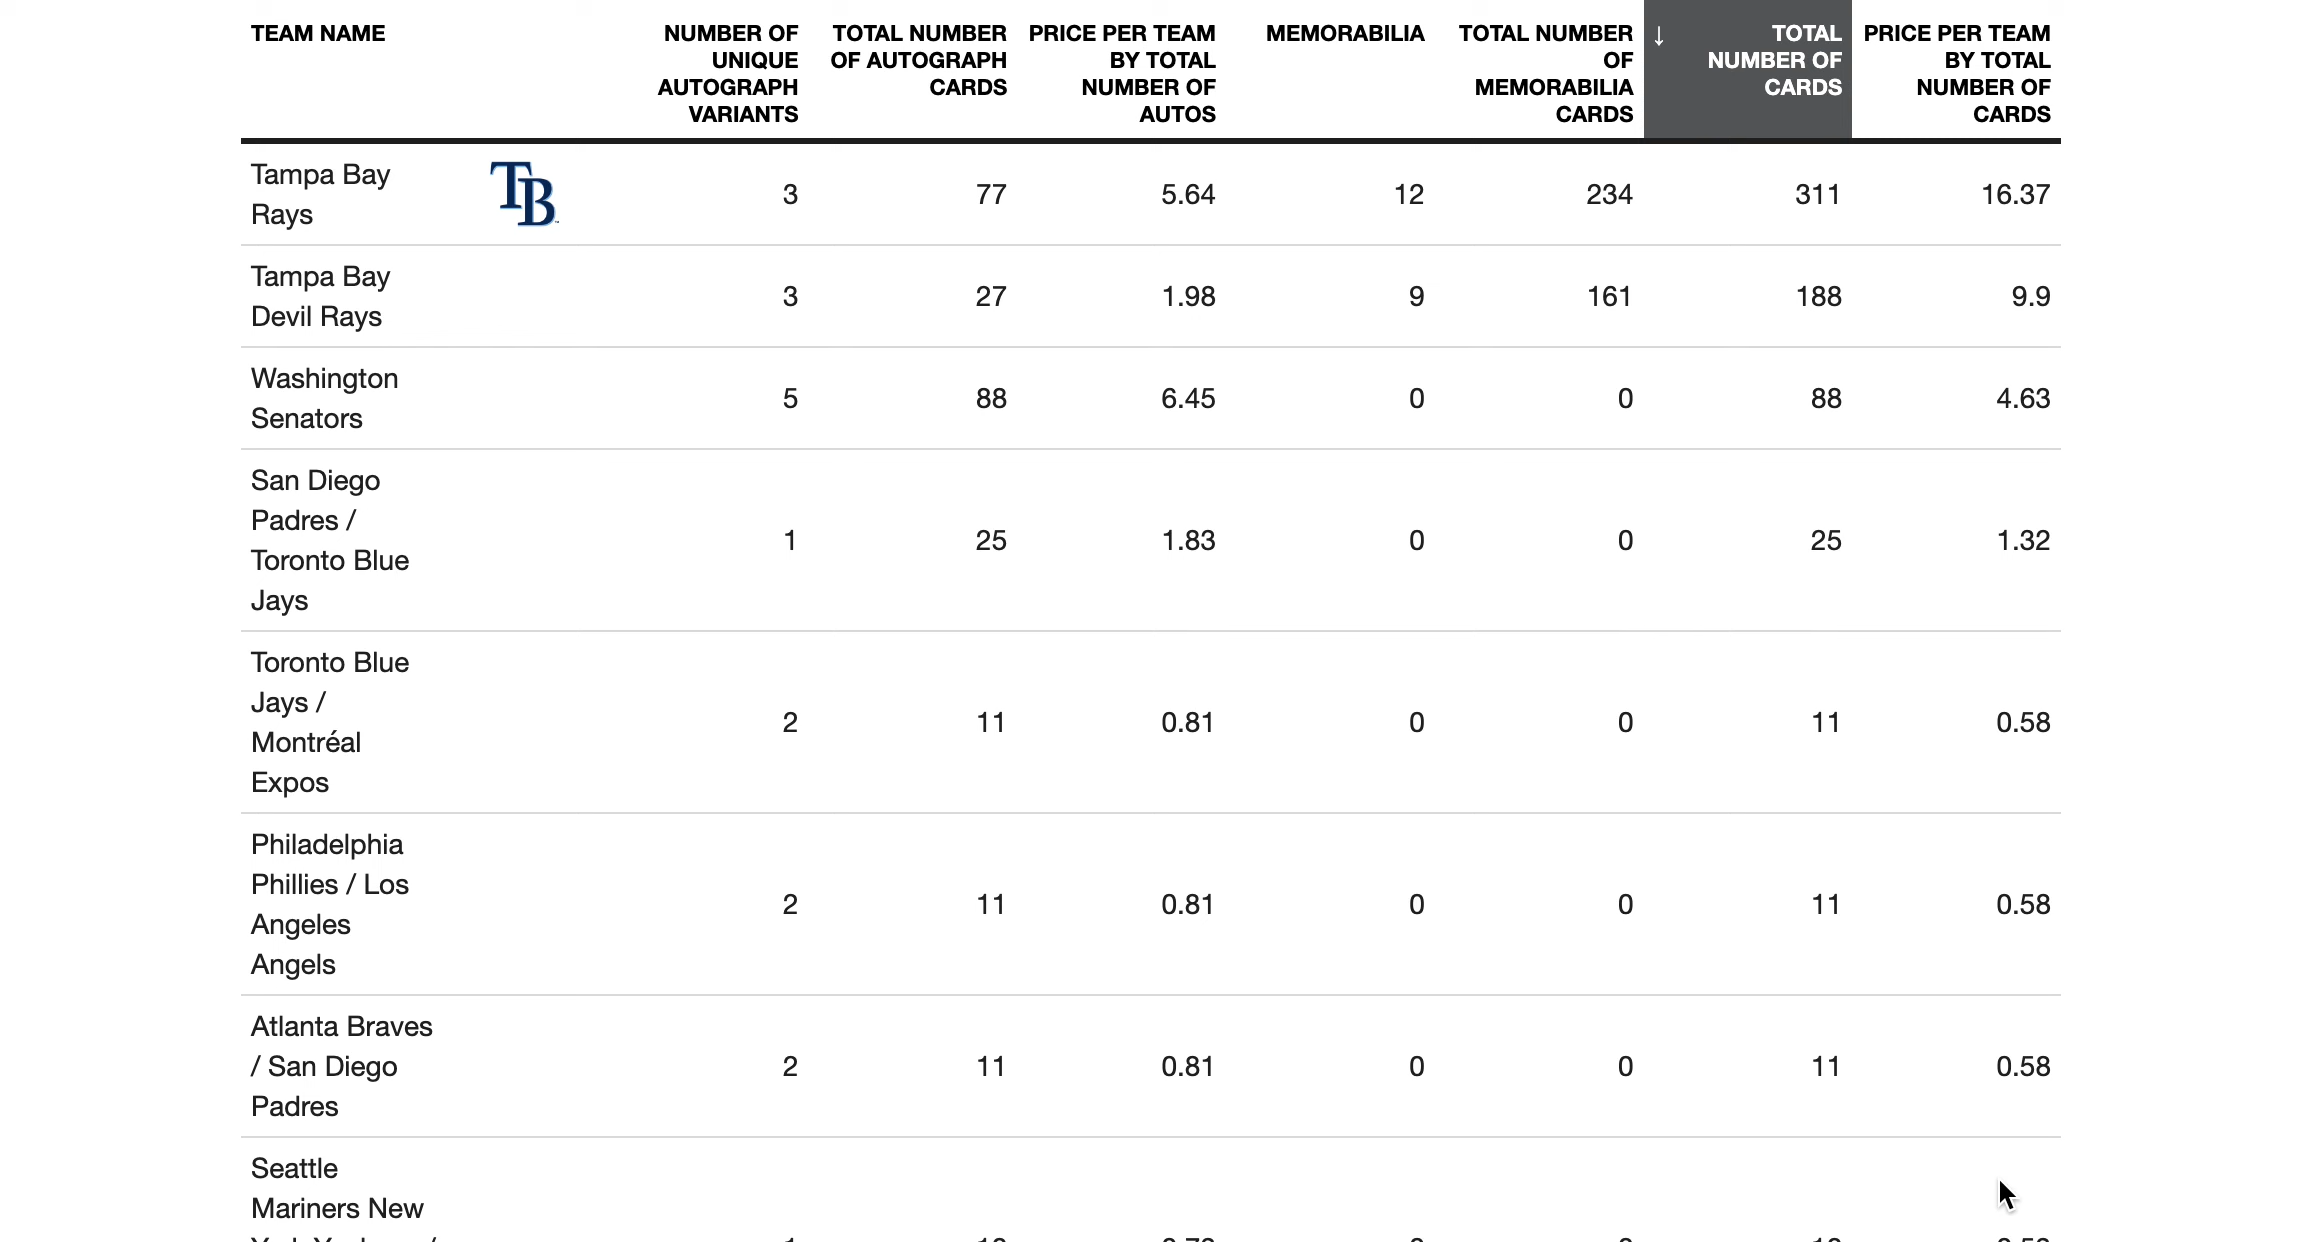 TEAM NAME NUMBER OF UNIQUE AUTOGRAPH VARIANTS TOTAL NUMBER OF AUTOGRAPH CARDS PRICE PER TEAM BY TOTAL NUMBER OF AUTOS MEMORABILIA TOTAL NUMBER OF MEMORABILIA CARDS ↓ TOTAL NUMBER OF CARDS PRICE PER TEAM BY TOTAL NUMBER OF CARDS
Tampa Bay Rays TB 3 77 5.64 12 234 311 16.37
Tampa Bay Devil Rays 3 27 1.98 9 161 188 9.9
Washington Senators 5 88 6.45 0 0 88 4.63
San Diego Padres / Toronto Blue Jays 1 25 1.83 0 0 25 1.32
Toronto Blue Jays / Montréal Expos 2 11 0.81 0 0 11 0.58
Philadelphia Phillies / Los Angeles Angels 2 11 0.81 0 0 11 0.58
Atlanta Braves / San Diego Padres 2 11 0.81 0 0 11 0.58
Seattle
Mariners New